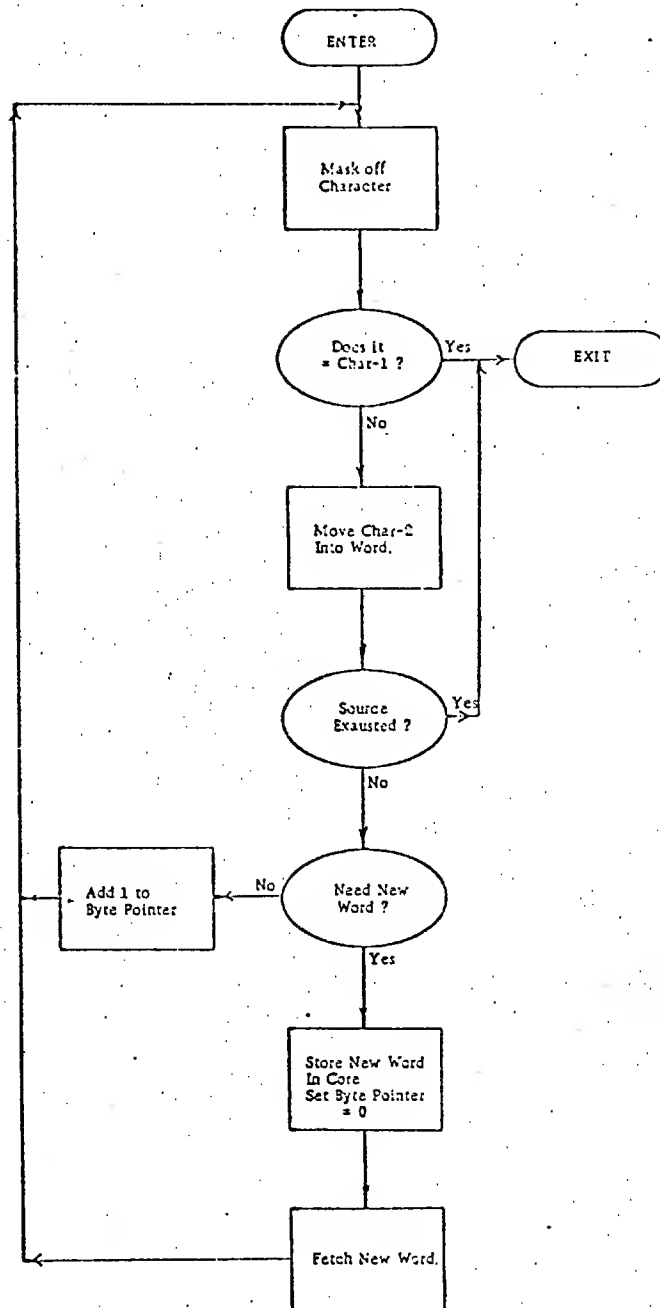 ENTER
Mask off
Character
Does it
= Char-1 ?
Yes
EXIT
No
Move Char-2
Into Word.
Source
Exausted ?
Yes
No
Need New
Word ?
No
Add 1 to
Byte Pointer
Yes
Store New Word
In Core
Set Byte Pointer
= 0
Fetch New Word.